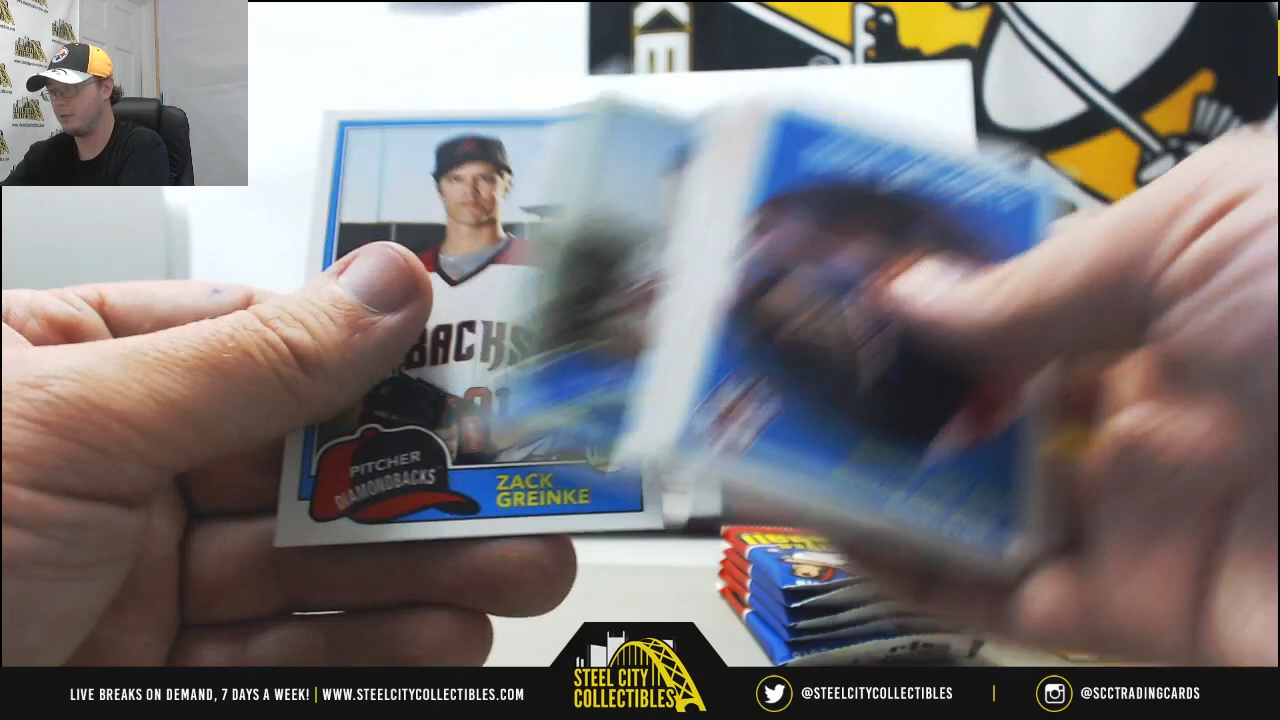 BACKS
PITCHER
DIAMONDBACKS
ZACK
GREINKE
STEEL CITY
COLLECTIBLES
LIVE BREAKS ON DEMAND, 7 DAYS A WEEK! | WWW.STEELCITYCOLLECTIBLES.COM
@STEELCITYCOLLECTIBLES | @SCCTRADINGCARDS